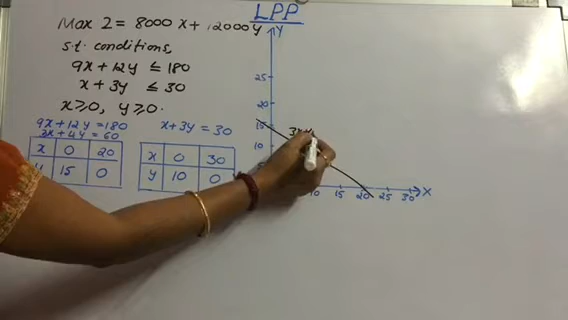 LPP
Max Z = 8000 x + 12000 y
s.t. conditions,
9x + 12y ≤ 180
x + 3y ≤ 30
x ≥ 0, y ≥ 0.
9x + 12y = 180
3x + 4y = 60
x 0 20
y 15 0
x + 3y = 30
x 0 30
y 10 0
Y
25
20
15
10
10 15 20 25 30 X
3x+